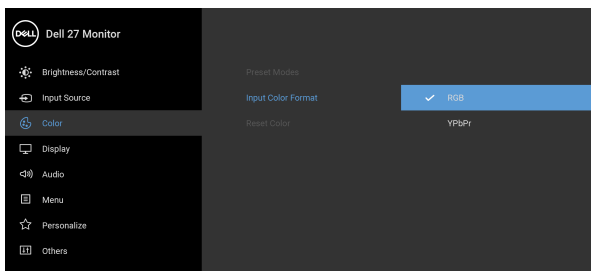 DELL Dell 27 Monitor
Brightness/Contrast
Preset Modes
Input Source
Input Color Format
RGB
Color
Reset Color
YPbPr
Display
Audio
Menu
Personalize
Others